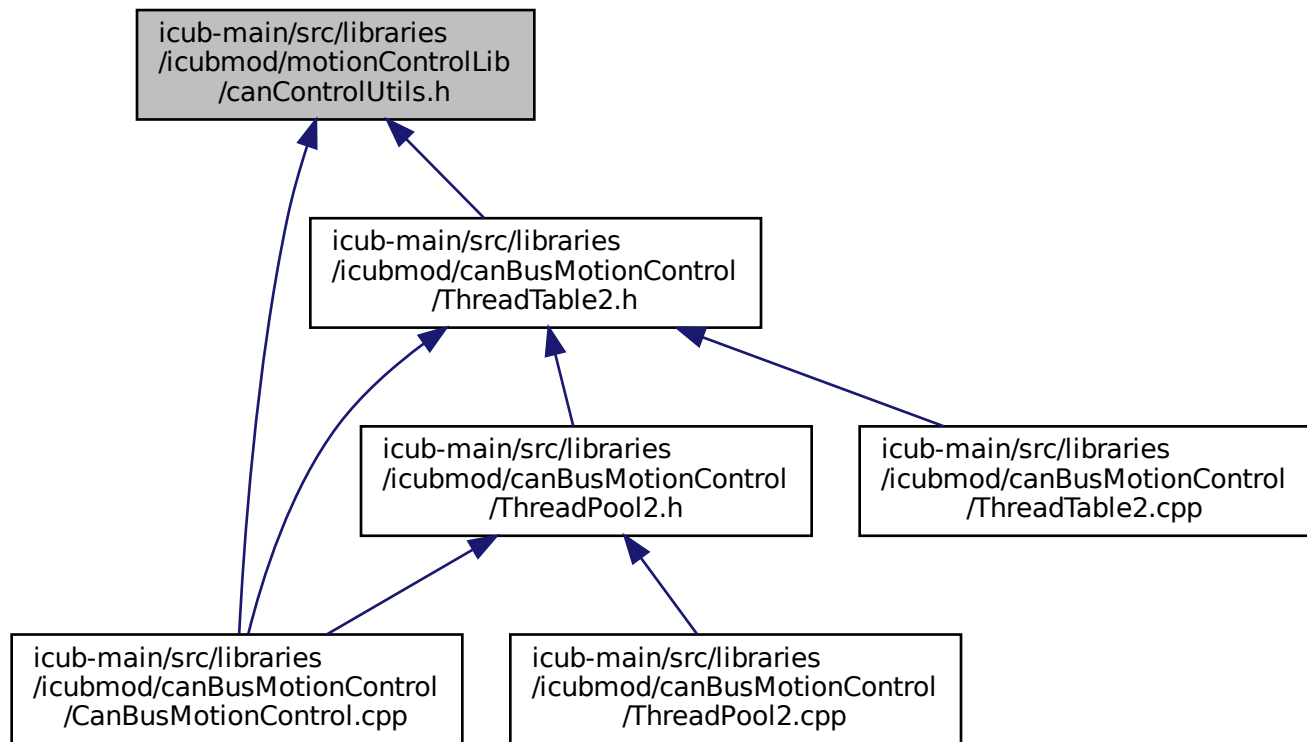 icub-main/src/libraries
/icubmod/motionControlLib
/canControlUtils.h
icub-main/src/libraries
/icubmod/canBusMotionControl
/ThreadTable2.h
icub-main/src/libraries
/icubmod/canBusMotionControl
/ThreadPool2.h
icub-main/src/libraries
/icubmod/canBusMotionControl
/ThreadTable2.cpp
icub-main/src/libraries
/icubmod/canBusMotionControl
/CanBusMotionControl.cpp
icub-main/src/libraries
/icubmod/canBusMotionControl
/ThreadPool2.cpp